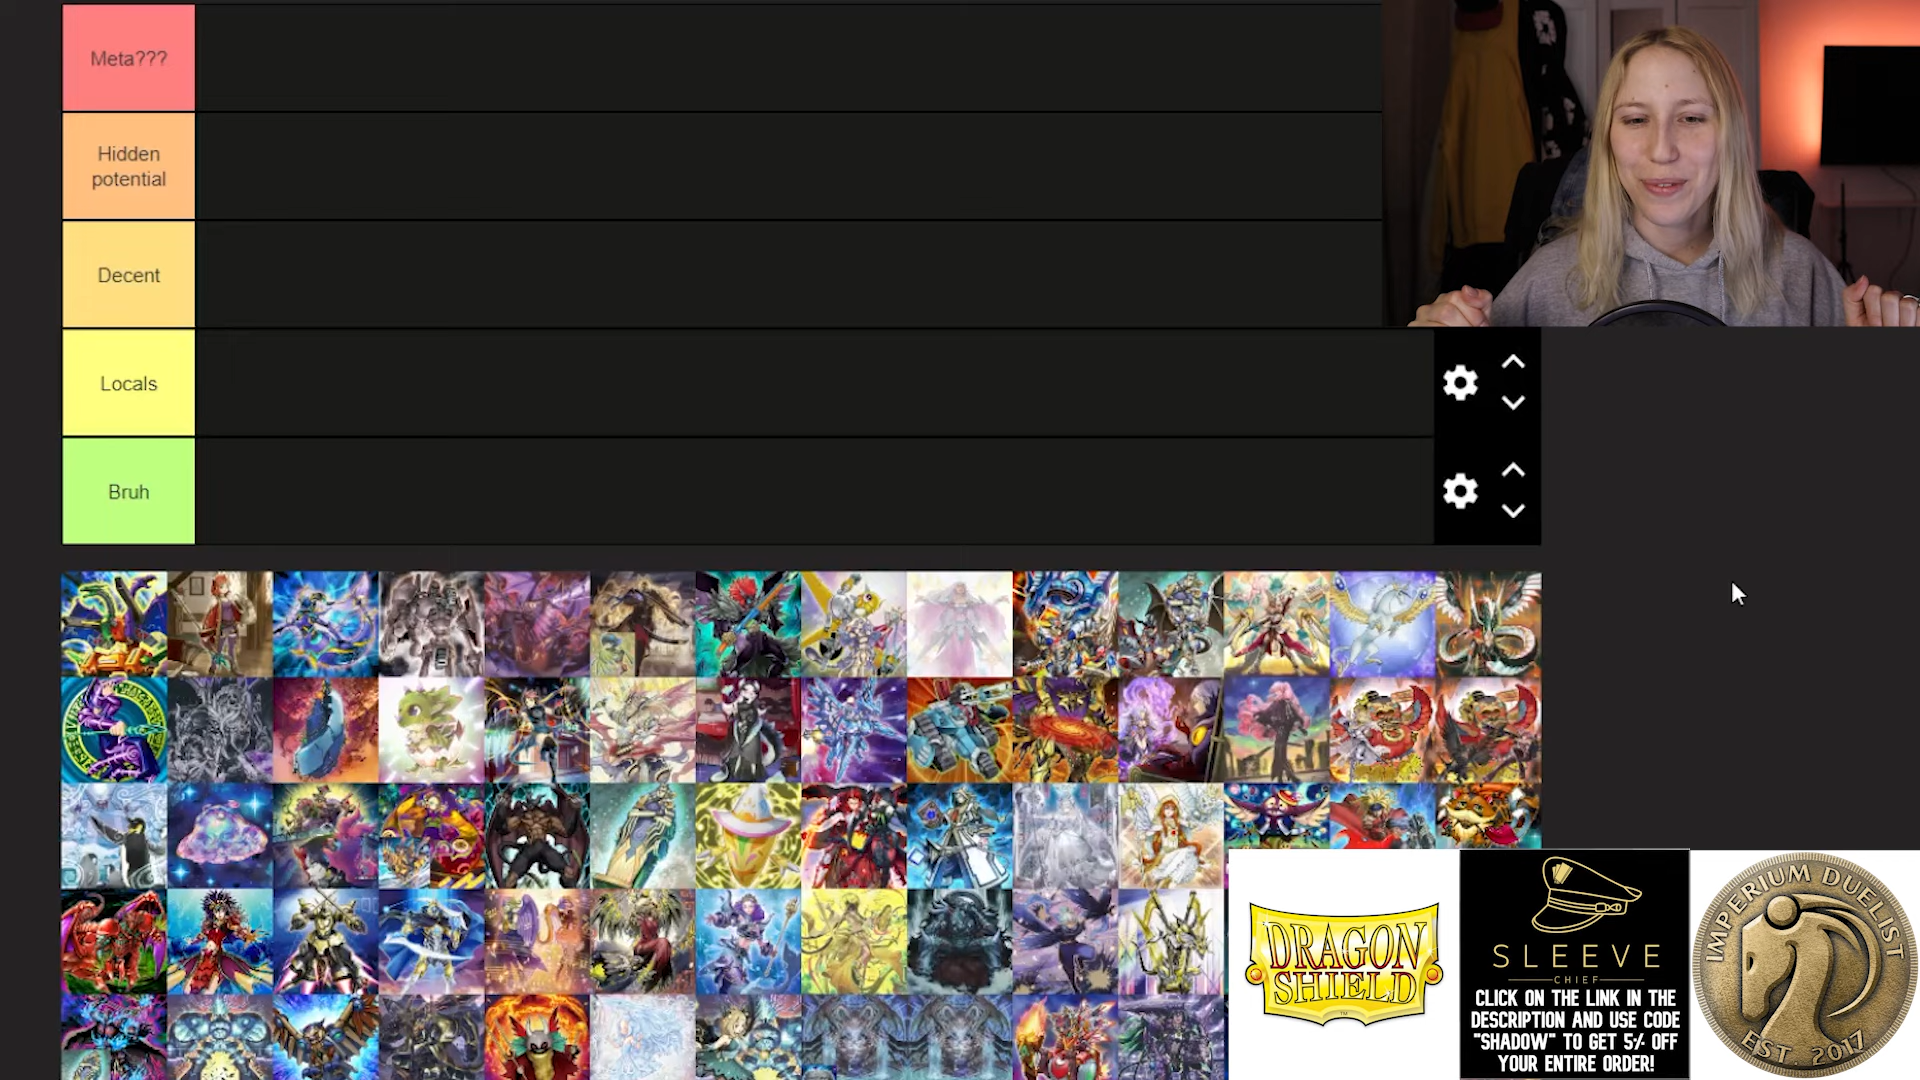 Meta???
Hidden
potential
Decent
Locals
Bruh
DRAGON
SHIELD
TM
SLEEVE
CHIEF
CLICK ON THE LINK IN THE
DESCRIPTION AND USE CODE
"SHADOW" TO GET 5% OFF
YOUR ENTIRE ORDER!
IMPERIUM DUELIST
EST. 2017